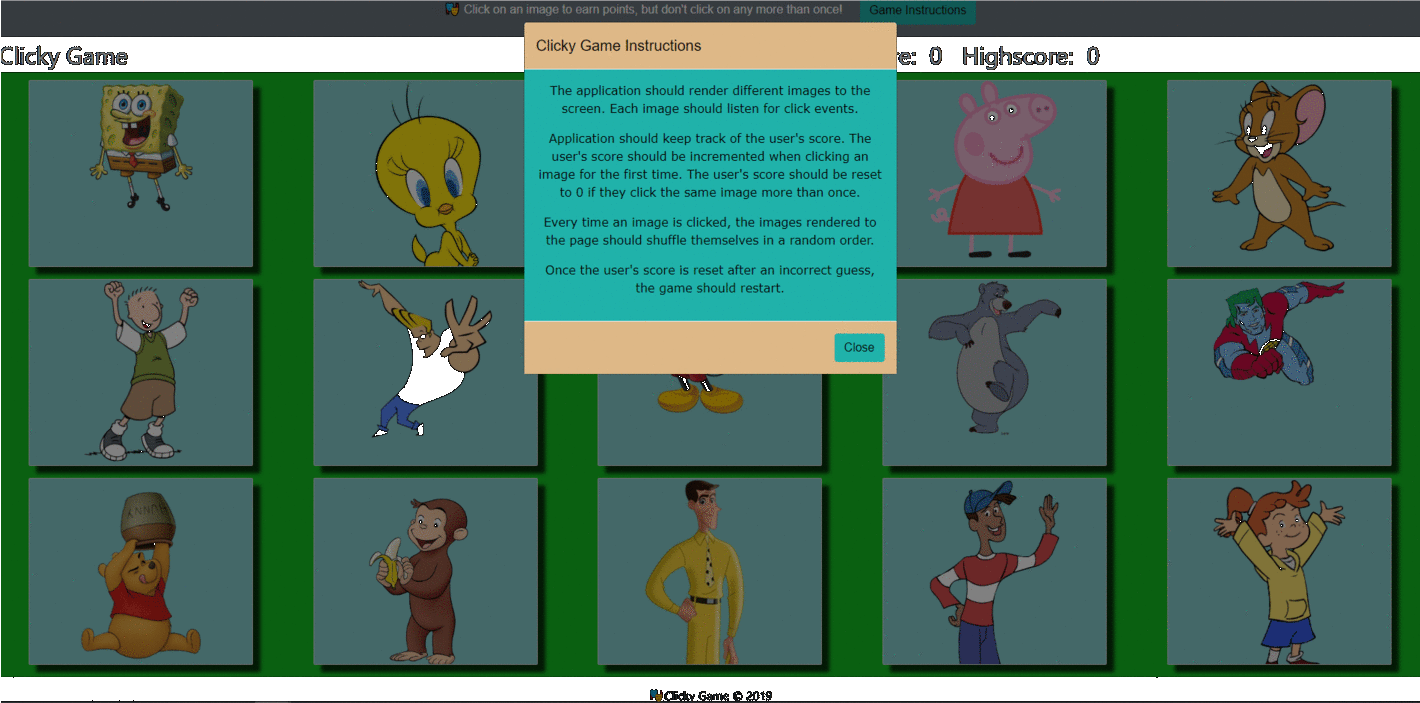 Click on an image to earn points, but don't click on any more than once!
Game Instructions
Clicky Game
re: 0 Highscore: 0
Clicky Game Instructions
The application should render different images to the
screen. Each image should listen for click events.
Application should keep track of the user's score. The
user's score should be incremented when clicking an
image for the first time. The user's score should be reset
to 0 if they click the same image more than once.
Every time an image is clicked, the images rendered to
the page should shuffle themselves in a random order.
Once the user's score is reset after an incorrect guess,
the game should restart.
Close
HUNNY
Clicky Game © 2019